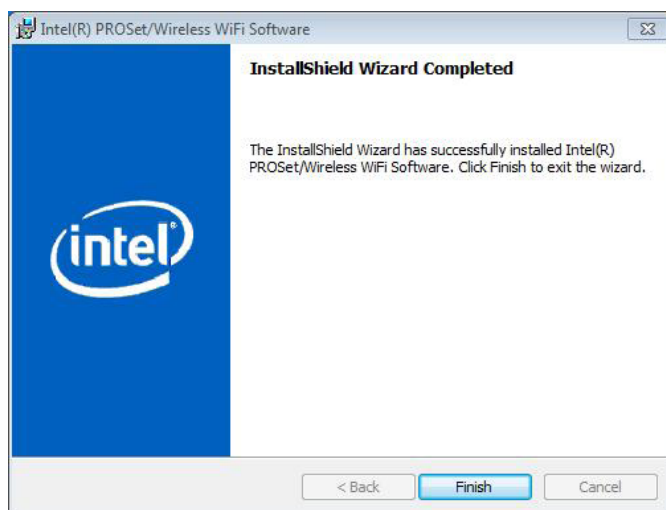 Intel(R) PROSet/Wireless WiFi Software
InstallShield Wizard Completed
The InstallShield Wizard has successfully installed Intel(R)
PROSet/Wireless WiFi Software. Click Finish to exit the wizard.
intel®
< Back
Finish
Cancel